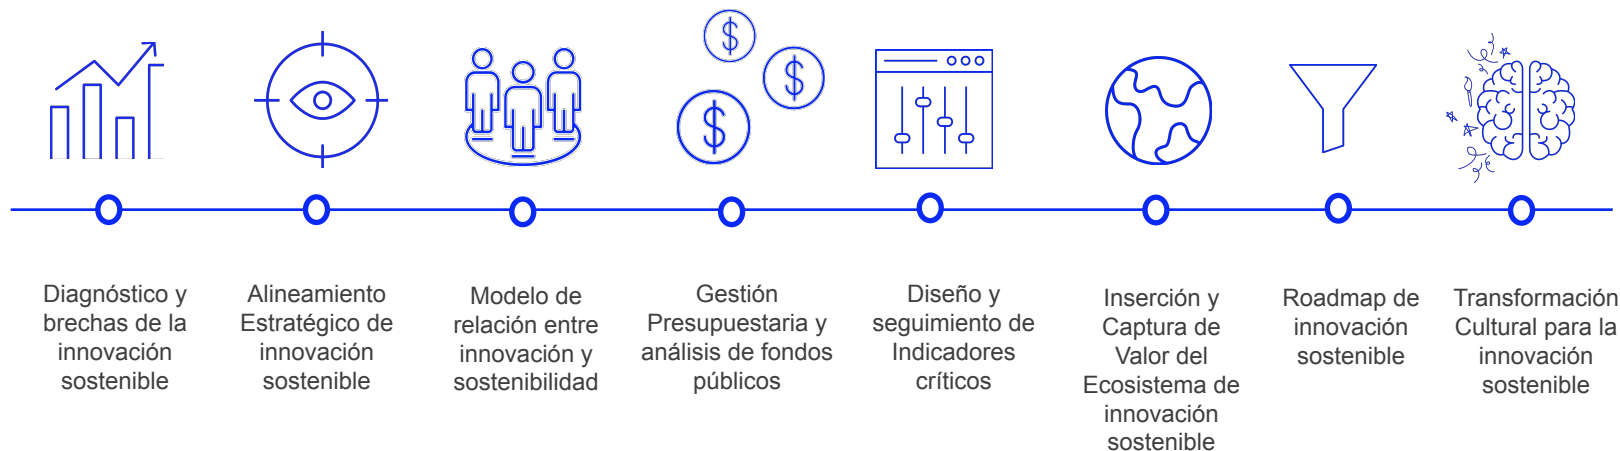 Diagnóstico y
brechas de la
innovación
sostenible
Alineamiento
Estratégico de
innovación
sostenible
Modelo de
relación entre
innovación y
sostenibilidad
Gestión
Presupuestaria y
análisis de fondos
públicos
Diseño y
seguimiento de
Indicadores
críticos
Inserción y
Captura de
Valor del
Ecosistema de
innovación
sostenible
Roadmap de
innovación
sostenible
Transformación
Cultural para la
innovación
sostenible